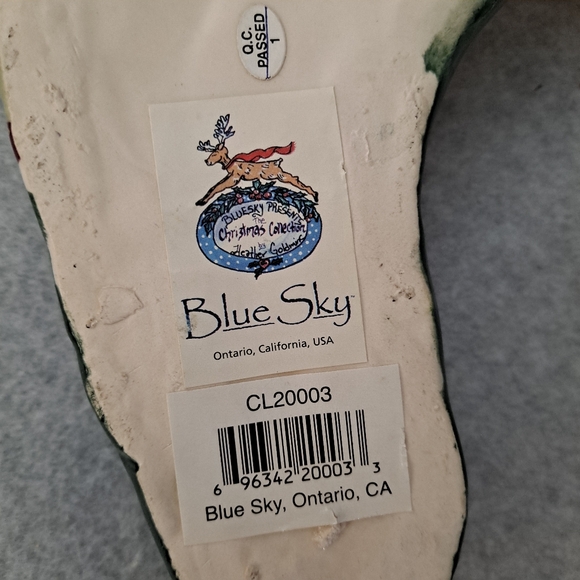 Q.C.
PASSED
1
BLUESKY PRESENTS
The
Christmas Collection
by
Heather Goldminc
Blue Sky™
Ontario, California, USA
CL20003
6 96342 20003 3
Blue Sky, Ontario, CA